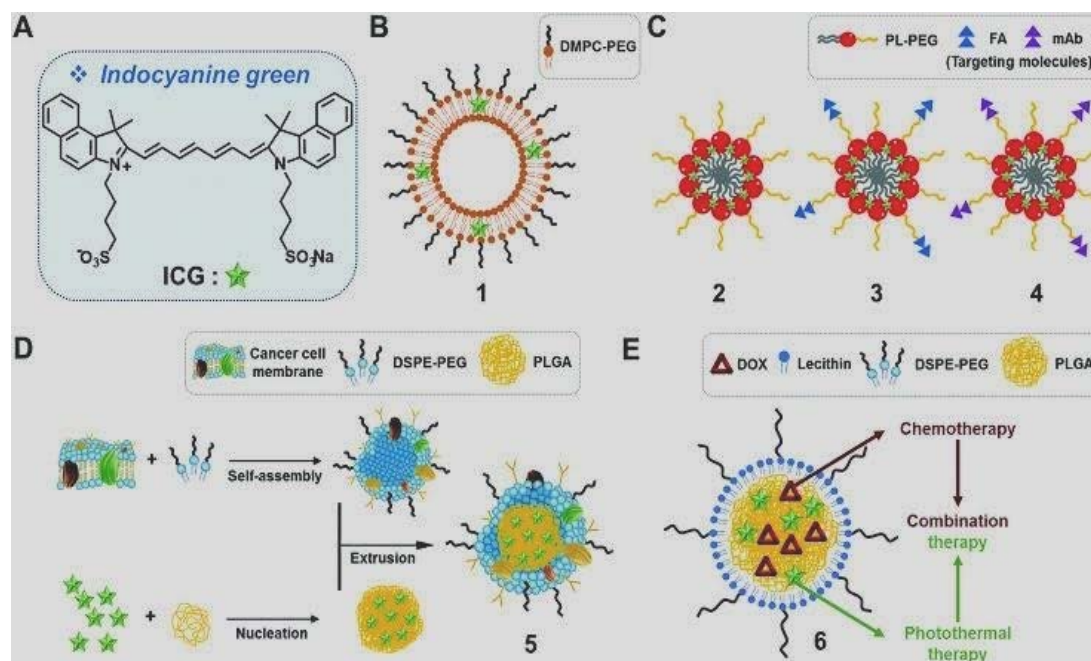 A
Indocyanine green
N+
N
-O3S
SO3Na
ICG :
B
DMPC-PEG
1
C
PL-PEG
FA
mAb
(Targeting molecules)
2
3
4
D
Cancer cell
membrane
DSPE-PEG
PLGA
+
Self-assembly
Extrusion
+
Nucleation
5
E
DOX
Lecithin
DSPE-PEG
PLGA
Chemotherapy
Combination
therapy
Photothermal
therapy
6